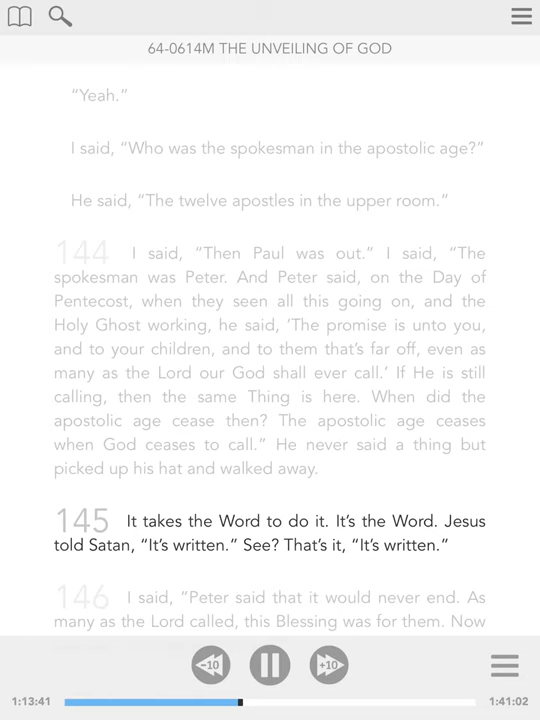 64-0614M THE UNVEILING OF GOD
“Yeah.”
I said, “Who was the spokesman in the apostolic age?”
He said, “The twelve apostles in the upper room.”
144 I said, “Then Paul was out.” I said, “The
spokesman was Peter. And Peter said, on the Day of
Pentecost, when they seen all this going on, and the
Holy Ghost working, he said, ‘The promise is unto you,
and to your children, and to them that’s far off, even as
many as the Lord our God shall ever call.’ If He is still
calling, then the same Thing is here. When did the
apostolic age cease then? The apostolic age ceases
when God ceases to call.” He never said a thing but
picked up his hat and walked away.
145 It takes the Word to do it. It’s the Word. Jesus
told Satan, “It’s written.” See? That’s it, “It’s written.”
146 I said, “Peter said that it would never end. As
many as the Lord called, this Blessing was for them. Now
-10 +10
1:13:41 1:41:02